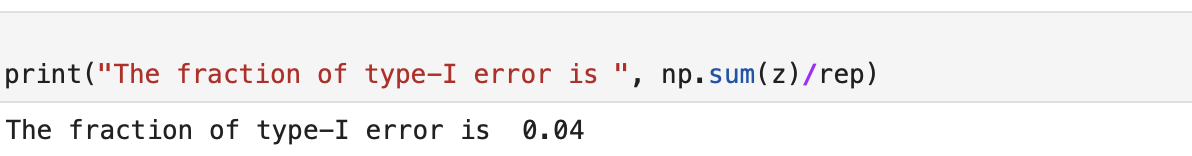 print("The fraction of type-I error is ", np.sum(z)/rep)
The fraction of type-I error is  0.04